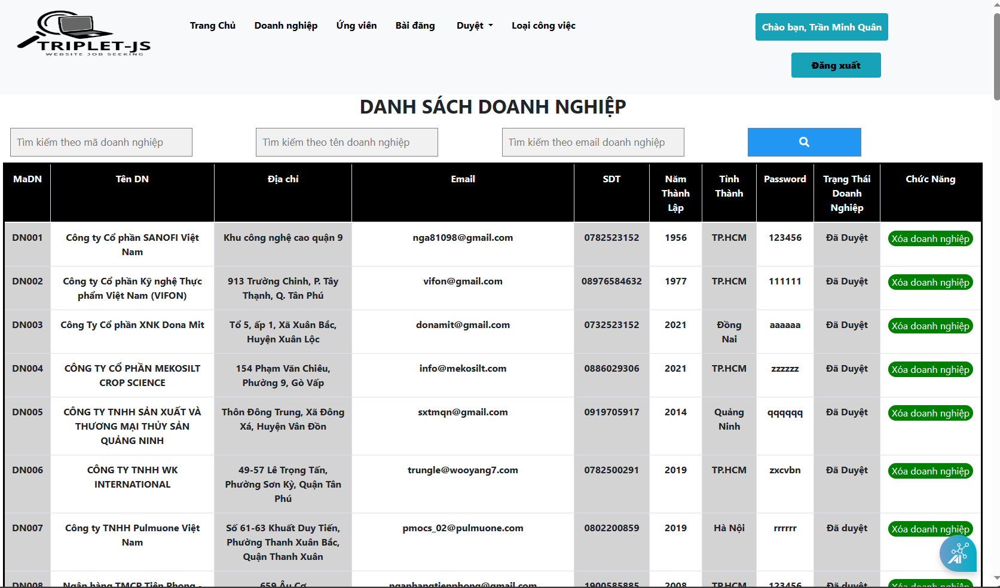 TRIPLET-JS
WEBSITE JOB SEEKING
Trang Chủ Doanh nghiệp Ứng viên Bài đăng Duyệt Loại công việc
Chào bạn, Trần Minh Quân
Đăng xuất
DANH SÁCH DOANH NGHIỆP
Tìm kiếm theo mã doanh nghiệp Tìm kiếm theo tên doanh nghiệp Tìm kiếm theo email doanh nghiệp
MaDN Tên DN Địa chỉ Email SDT Năm Tỉnh Password Trạng Thái Chức Năng
Thành Thành Doanh
Lập Nghiệp
DN001 Công ty Cổ phần SANOFI Việt Khu công nghệ cao quận 9 nga81098@gmail.com 0782523152 1956 TP.HCM 123456 Đã Duyệt Xóa doanh nghiệp
Nam
DN002 Công ty Cổ phần Kỹ nghệ Thực 913 Trường Chinh, P. Tây vifon@gmail.com 08976584632 1977 TP.HCM 111111 Đã Duyệt Xóa doanh nghiệp
phẩm Việt Nam (VIFON) Thạnh, Q. Tân Phú
DN003 Công Ty Cổ phần XNK Dona Mit Tổ 5, ấp 1, Xã Xuân Bắc, donamit@gmail.com 0732523152 2021 Đồng aaaaaa Đã Duyệt Xóa doanh nghiệp
Huyện Xuân Lộc Nai
DN004 CÔNG TY CỔ PHẦN MEKOSILT 154 Phạm Văn Chiêu, info@mekosilt.com 0886029306 2021 TP.HCM zzzzzz Đã Duyệt Xóa doanh nghiệp
CROP SCIENCE Phường 9, Gò Vấp
DN005 CÔNG TY TNHH SẢN XUẤT VÀ Thôn Đông Trung, Xã Đông sxtmqn@gmail.com 0919705917 2014 Quảng qqqqqq Đã Duyệt Xóa doanh nghiệp
THƯƠNG MẠI THỦY SẢN Xá, Huyện Vân Đồn Ninh
QUẢNG NINH
DN006 CÔNG TY TNHH WK 49-57 Lê Trọng Tấn, trungle@wooyang7.com 0782500291 2019 TP.HCM zxcvbn Đã Duyệt Xóa doanh nghiệp
INTERNATIONAL Phường Sơn Kỳ, Quận Tân
Phú
DN007 Công ty TNHH Pulmuone Việt Số 61-63 Khuất Duy Tiến, pmocs_02@pulmuone.com 0802200859 2019 Hà Nội rrrrrr Đã duyệt Xóa doanh nghiệp
Nam Phường Thanh Xuân Bắc,
Quận Thanh Xuân
AI
DN008 Ngân hàng TMCP Tiên Phong - 659 Âu Cơ nganhangtienphong@gmail.com 1900585885 2008 TP.HCM 123456 Đã duyệt Xóa doanh nghiệp